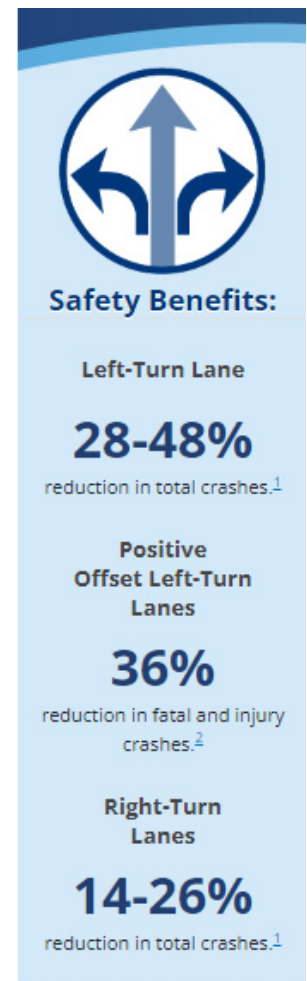 Safety Benefits:
Left-Turn Lane
28-48%
reduction in total crashes.1
Positive
Offset Left-Turn
Lanes
36%
reduction in fatal and injury
crashes.2
Right-Turn
Lanes
14-26%
reduction in total crashes.1